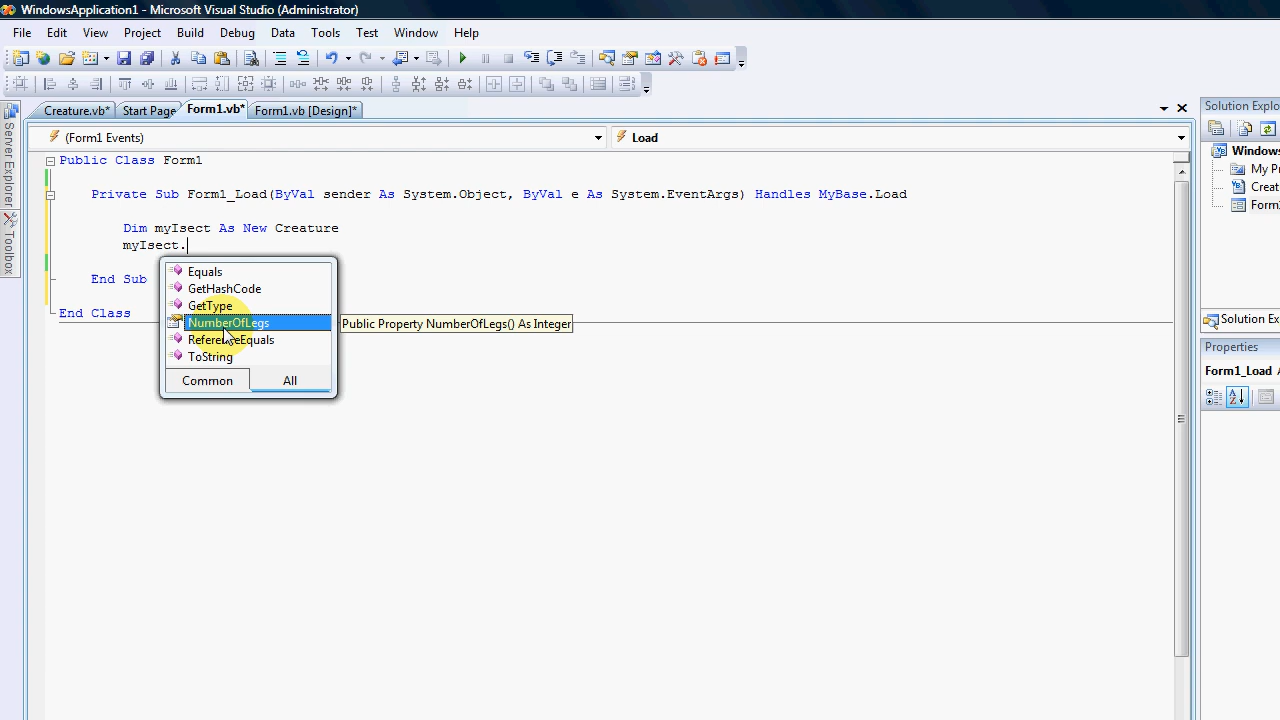 WindowsApplication1 - Microsoft Visual Studio (Administrator)
File Edit View Project Build Debug Data Tools Test Window Help
Creature.vb* Start Page Form1.vb* Form1.vb [Design]*
(Form1 Events) Load
Public Class Form1
Private Sub Form1_Load(ByVal sender As System.Object, ByVal e As System.EventArgs) Handles MyBase.Load
Dim myIsect As New Creature
myIsect.
End Sub
End Class
Equals
GetHashCode
GetType
NumberOfLegs
ReferenceEquals
ToString
Common All
Public Property NumberOfLegs() As Integer
Server Explorer
Toolbox
Solution Explo
Windows
My P
Creat
Form
Solution Ex
Properties
Form1_Load A